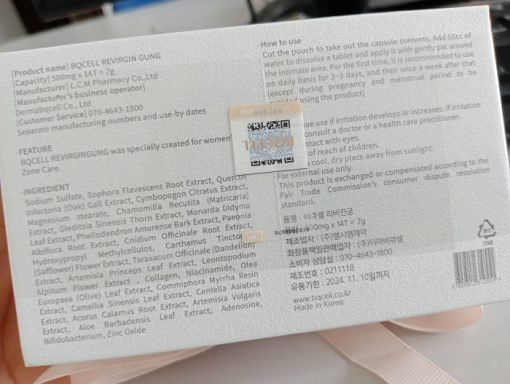 [Product name] BQCELL REVIRGIN GUNG
[Capacity] 500mg x 14T = 7g
[Manufacturer] L.C.M Pharmacy Co.,Ltd
[Manufacturer's business operator]
Dermabqcell Co., Ltd
[Customer Service] 070-4643-1800
Separate manufacturing numbers and use-by dates
·FEATURE
BQCELL REVIRGINGUNG was specially created for women
Zone Care.
·INGREDIENT
Sodium Sulfate, Sophora Flavescens Root Extract, Quercus
Infectoria (Oak) Gall Extract, Cymbopogon Citratus Extract,
Magnesium stearate, Chamomilla Recutita (Matricaria)
Extract, Gleditsia Sinensis Thorn Extract, Monarda Didyma
Leaf Extract, Phellodendron Amurense Bark Extract, Paeonia
Albiflora Root Extract, Cnidium Officinale Root Extract,
Hydroxypropyl Methylcellulos, Carthamus Tinctor
(Safflower) Flower Extract, Taraxacum Officinale (Dandelion)
Extract, Artemisia Princeps Leaf Extract, Leontopodium
Alpinum Flower Extract , Collagen, Niacinamide, Olea
Europaea (Olive) Leaf Extract, Commiphora Myrrha Resin
Extract, Camellia Sinensis Leaf Extract, Centella Asiatica
Extract, Acorus Calamus Root Extract, Artemisia Vulgaris
Extract, Aloe Barbadensis Leaf Extract, Adenosine,
Bifidobacterium, Zinc Oxide
·How to use
Cut the pouch to take out the capsule contents. Add 50cc of
water to dissolve a tablet and apply it with gently pat around
the intimate area. For the first time, it is recommended to use
on daily basis for 2~3 days, and then once a week after that
(except during pregnancy and menstrual period to be
avoided using the product)
use if irritation develops or increases. If irritation
consult a doctor or a health care practitioner.
contact with eyes.
of reach of children.
cool, dry place away from sunlight.
For external use only.
This product is exchanged or compensated according to the
Fair Trade Commission's consumer dispute resolution
standard.
품명 : 비큐셀 리버진궁
500mg x 14T = 7g
제조업자 : (주)엘시엠제약
화장품책임판매업자 : (주)더마비큐셀
소비자 상담실 : 070-4643-1800
제조번호 : 0211118
유통기한 : 2024. 11. 10일까지
www.bqcell.co.kr
Made in Korea